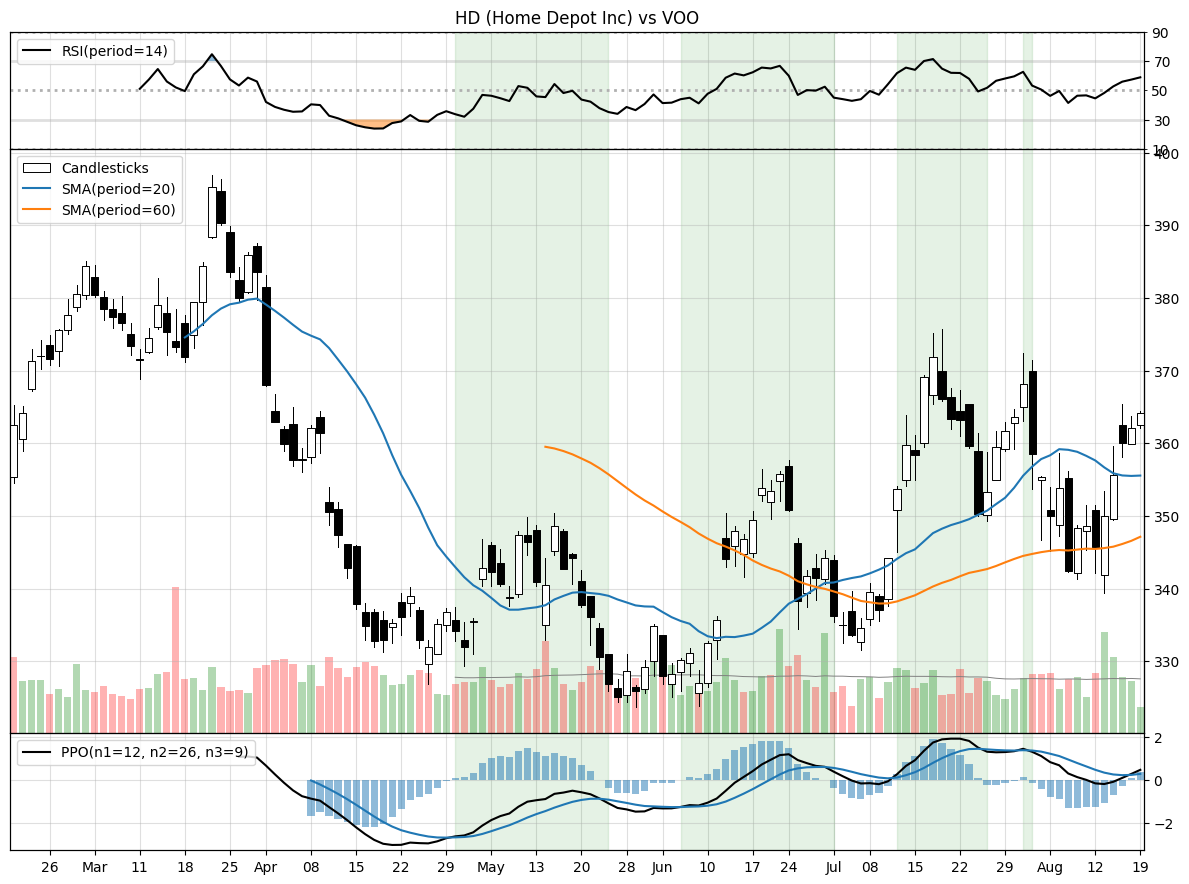 HD (Home Depot Inc) vs VOO
RSI(period=14)
90
70
50
30
10
Candlesticks
SMA(period=20)
SMA(period=60)
400
390
380
370
360
350
340
330
PPO(n1=12, n2=26, n3=9)
2
0
−2
26 Mar 11 18 25 Apr 08 15 22 29 May 13 20 28 Jun 10 17 24 Jul 08 15 22 29 Aug 12 19